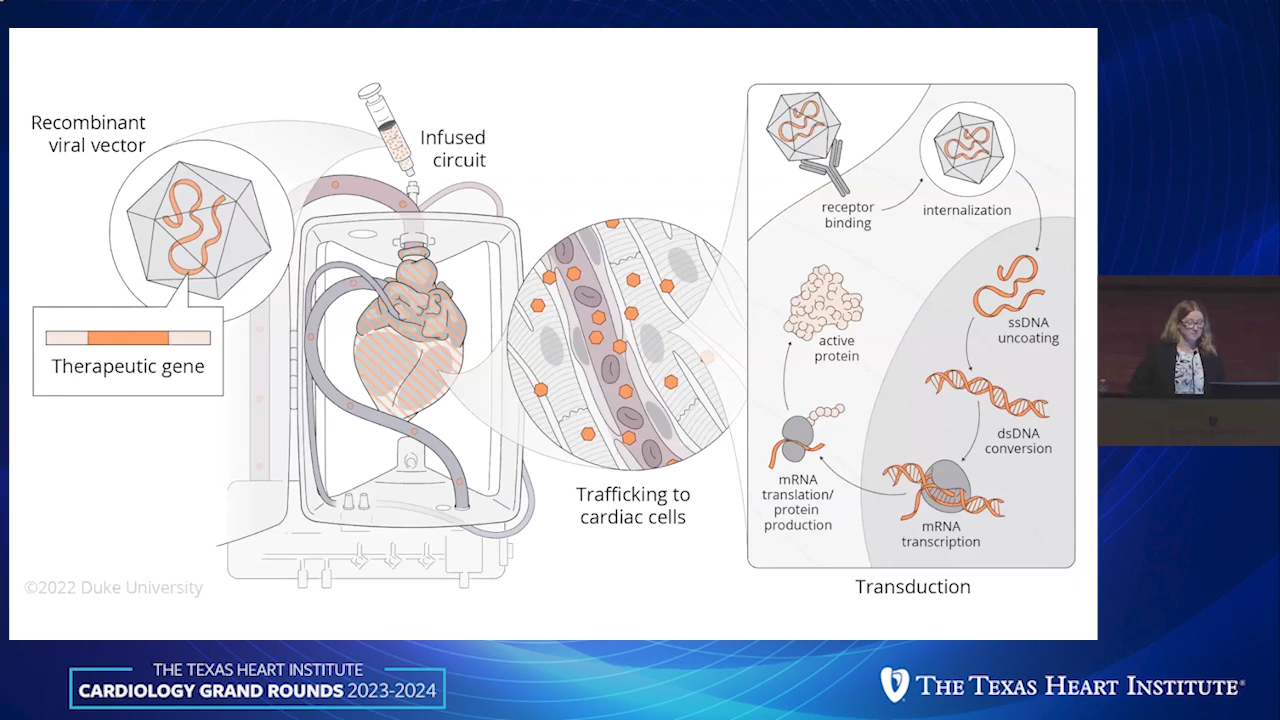 Recombinant
viral vector
Therapeutic gene
Infused
circuit
Trafficking to
cardiac cells
receptor
binding
internalization
ssDNA
uncoating
dsDNA
conversion
mRNA
transcription
mRNA
translation/
protein
production
active
protein
Transduction
©2022 Duke University
THE TEXAS HEART INSTITUTE
CARDIOLOGY GRAND ROUNDS 2023-2024
THE TEXAS HEART INSTITUTE®